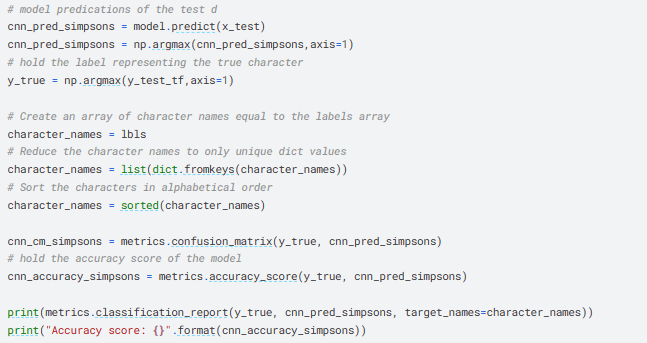 # model predications of the test d
cnn_pred_simpsons = model.predict(x_test)
cnn_pred_simpsons = np.argmax(cnn_pred_simpsons,axis=1)
# hold the label representing the true character
y_true = np.argmax(y_test_tf,axis=1)

# Create an array of character names equal to the labels array
character_names = lbls
# Reduce the character names to only unique dict values
character_names = list(dict.fromkeys(character_names))
# Sort the characters in alphabetical order
character_names = sorted(character_names)

cnn_cm_simpsons = metrics.confusion_matrix(y_true, cnn_pred_simpsons)
# hold the accuracy score of the model
cnn_accuracy_simpsons = metrics.accuracy_score(y_true, cnn_pred_simpsons)

print(metrics.classification_report(y_true, cnn_pred_simpsons, target_names=character_names))
print("Accuracy score: {}".format(cnn_accuracy_simpsons))